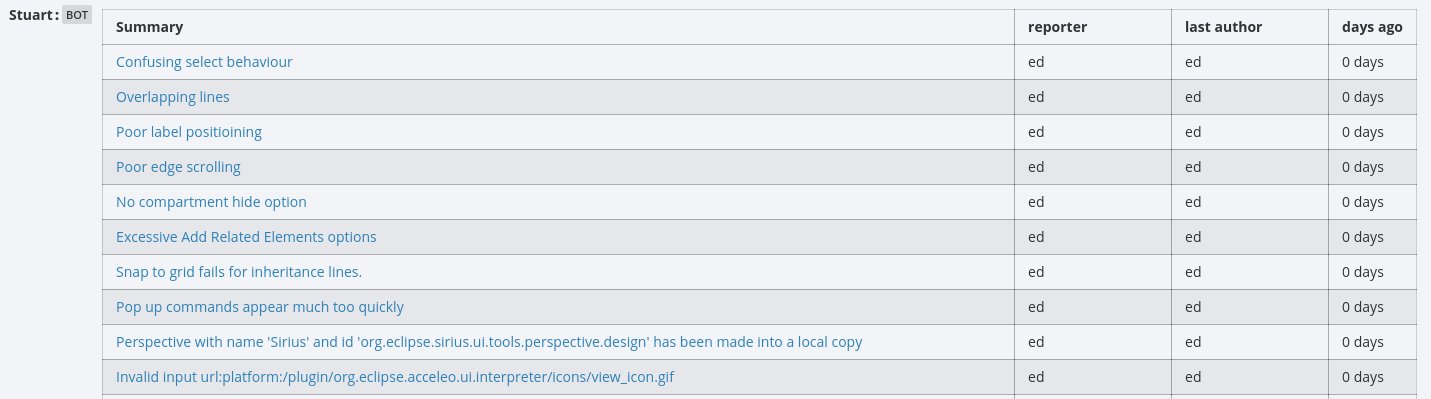 Stuart: BOT
Summary reporter last author days ago
Confusing select behaviour ed ed 0 days
Overlapping lines ed ed 0 days
Poor label positioining ed ed 0 days
Poor edge scrolling ed ed 0 days
No compartment hide option ed ed 0 days
Excessive Add Related Elements options ed ed 0 days
Snap to grid fails for inheritance lines. ed ed 0 days
Pop up commands appear much too quickly ed ed 0 days
Perspective with name 'Sirius' and id 'org.eclipse.sirius.ui.tools.perspective.design' has been made into a local copy ed ed 0 days
Invalid input url:platform:/plugin/org.eclipse.acceleo.ui.interpreter/icons/view_icon.gif ed ed 0 days